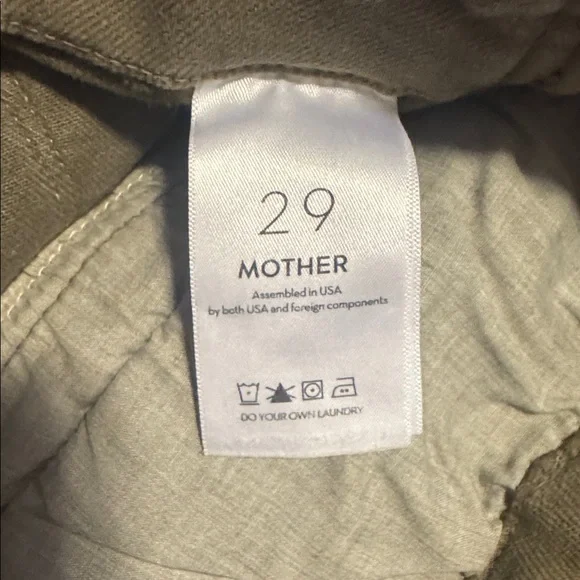 29
MOTHER
Assembled in USA
by both USA and foreign components
DO YOUR OWN LAUNDRY